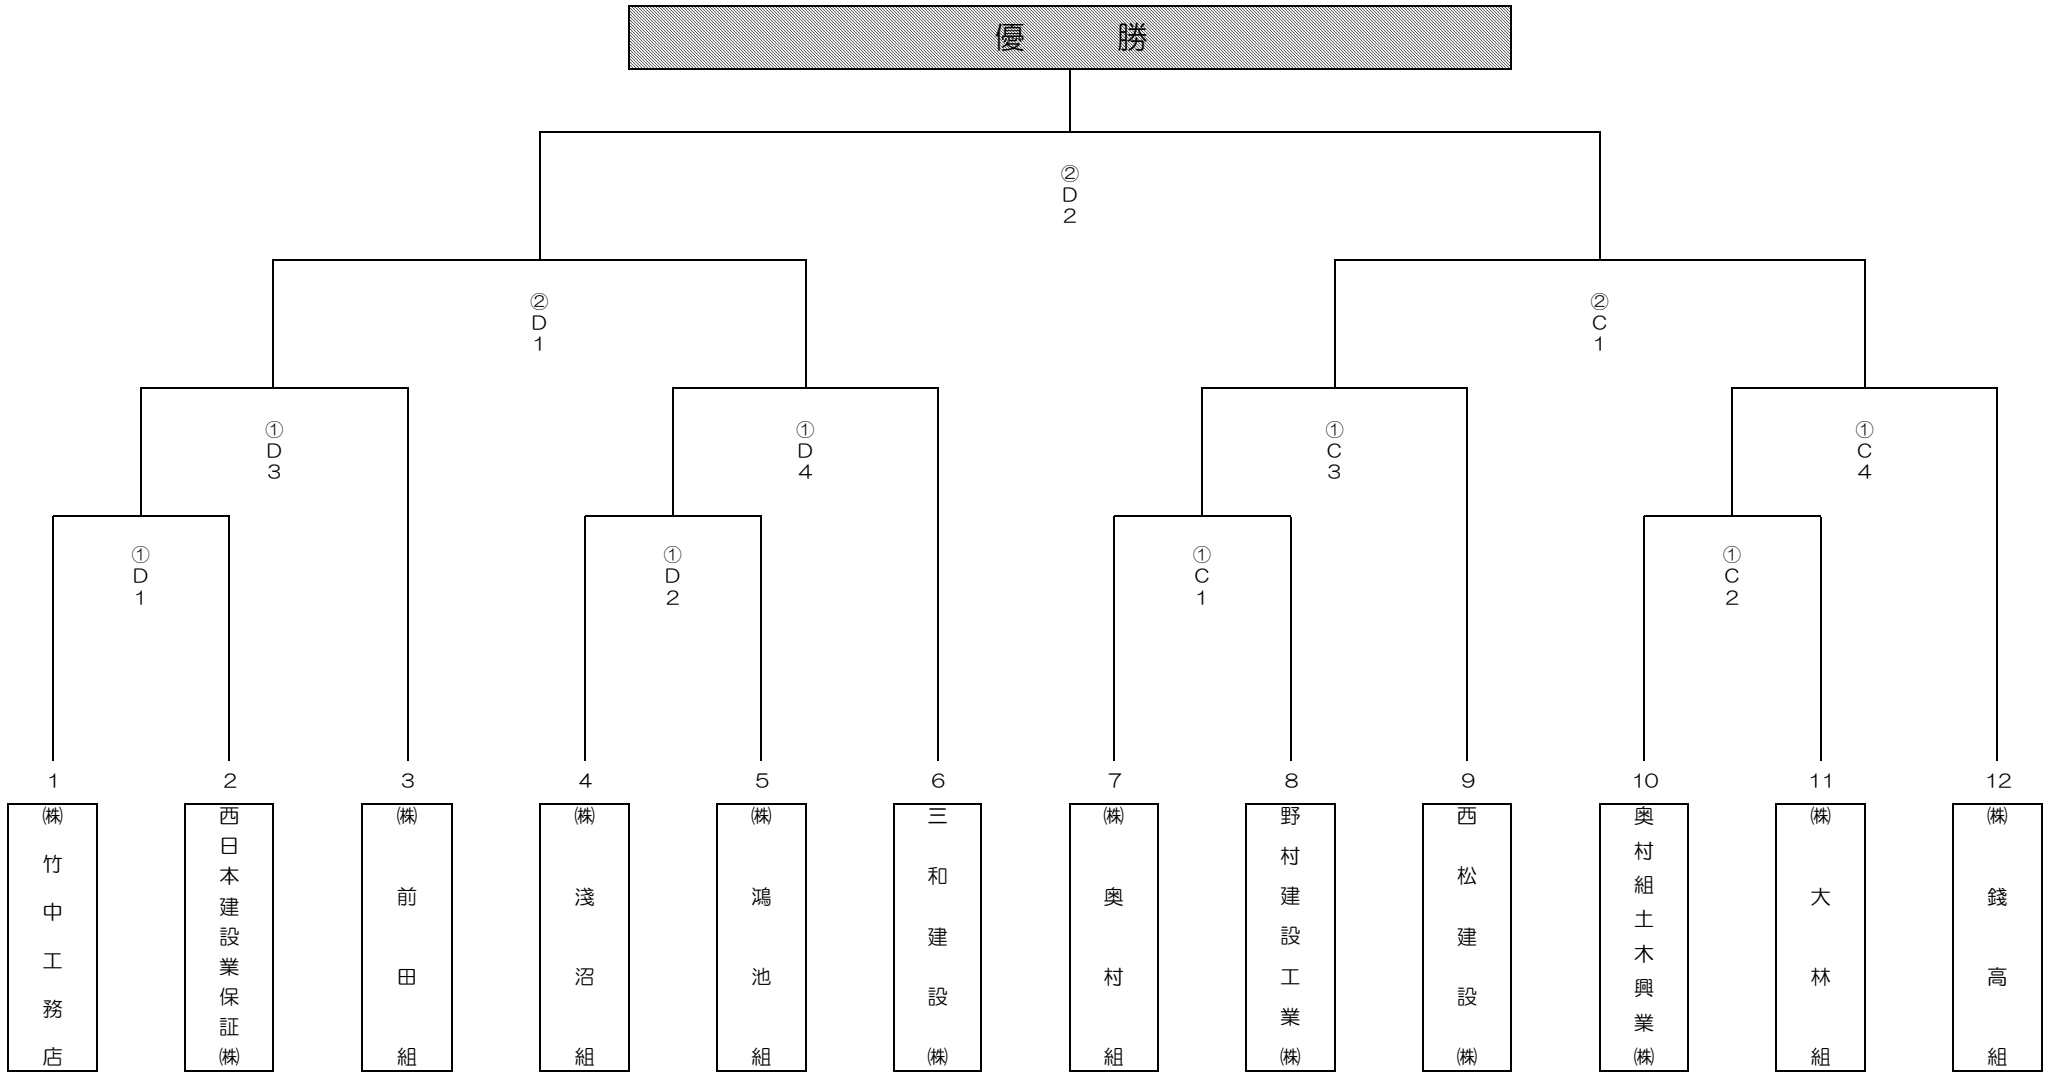 優勝
②D2
②D1
②C1
①D3
①D4
①C3
①C4
①D1
①D2
①C1
①C2
1
2
3
4
5
6
7
8
9
10
11
12
㈱竹中工務店
西日本建設業保証㈱
㈱前田組
㈱淺沼組
㈱鴻池組
三和建設㈱
㈱奥村組
野村建設工業㈱
西松建設㈱
奥村組土木興業㈱
㈱大林組
㈱錢高組